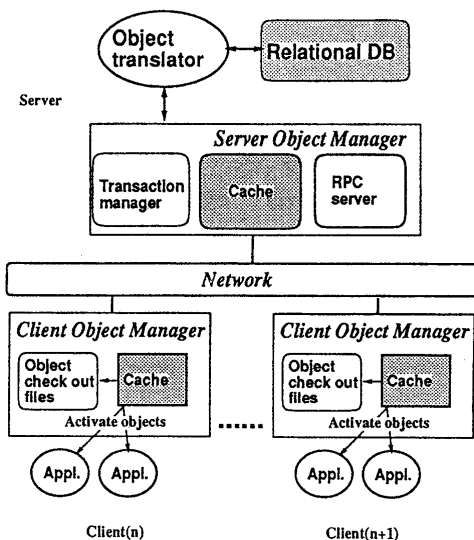 Object
translator
Relational DB
Server
Server Object Manager
Transaction
manager
Cache
RPC
server
Network
Client Object Manager
Object
check out
files
Cache
Activate objects
Appl.
Appl.
Client(n)
......
Client Object Manager
Object
check out
files
Cache
Activate objects
Appl.
Appl.
Client(n+1)